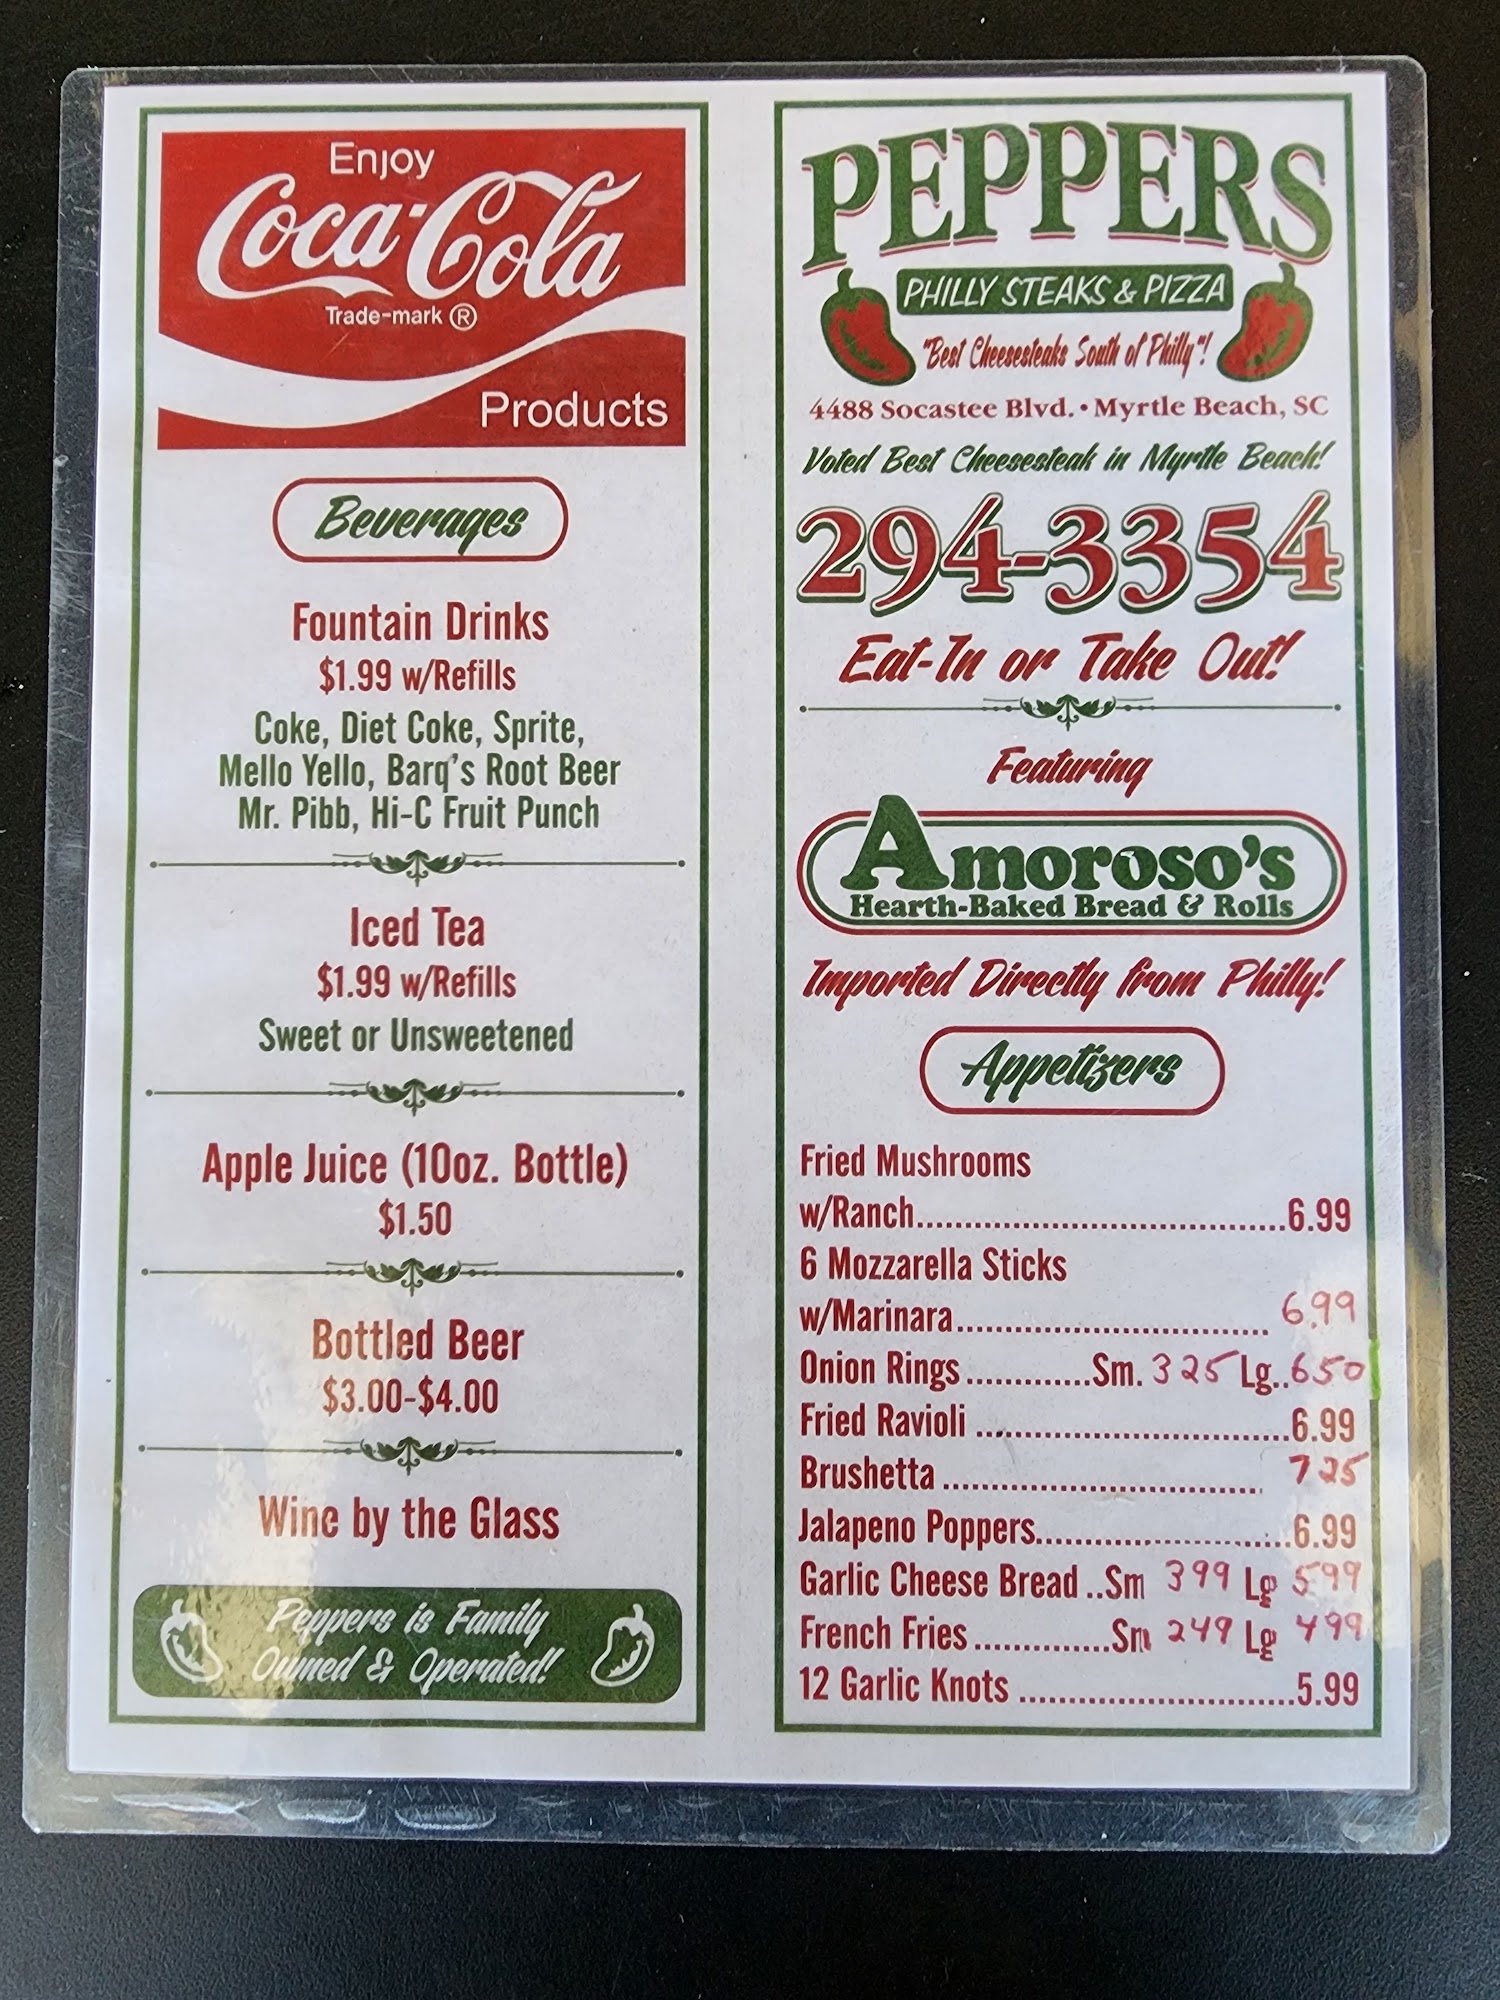 Enjoy
Coca-Cola
Trade-mark ®
Products
Beverages
Fountain Drinks
$1.99 w/Refills
Coke, Diet Coke, Sprite,
Mello Yello, Barq's Root Beer
Mr. Pibb, Hi-C Fruit Punch
Iced Tea
$1.99 w/Refills
Sweet or Unsweetened
Apple Juice (10oz. Bottle)
$1.50
Bottled Beer
$3.00-$4.00
Wine by the Glass
Peppers is Family
Owned & Operated!
PEPPERS
PHILLY STEAKS & PIZZA
"Best Cheesesteaks South of Philly"!
4488 Socastee Blvd. • Myrtle Beach, SC
Voted Best Cheesesteak in Myrtle Beach!
294-3354
Eat-In or Take Out!
Featuring
Amoroso's
Hearth-Baked Bread & Rolls
Imported Directly from Philly!
Appetizers
Fried Mushrooms
w/Ranch......................................6.99
6 Mozzarella Sticks
w/Marinara................................. 6.99
Onion Rings.............Sm. 325 Lg..650
Fried Ravioli .................................6.99
Brushetta ................................. 725
Jalapeno Poppers..........................6.99
Garlic Cheese Bread ..Sm 399 Lg 599
French Fries ..............Sm 249 Lg 499
12 Garlic Knots .............................5.99